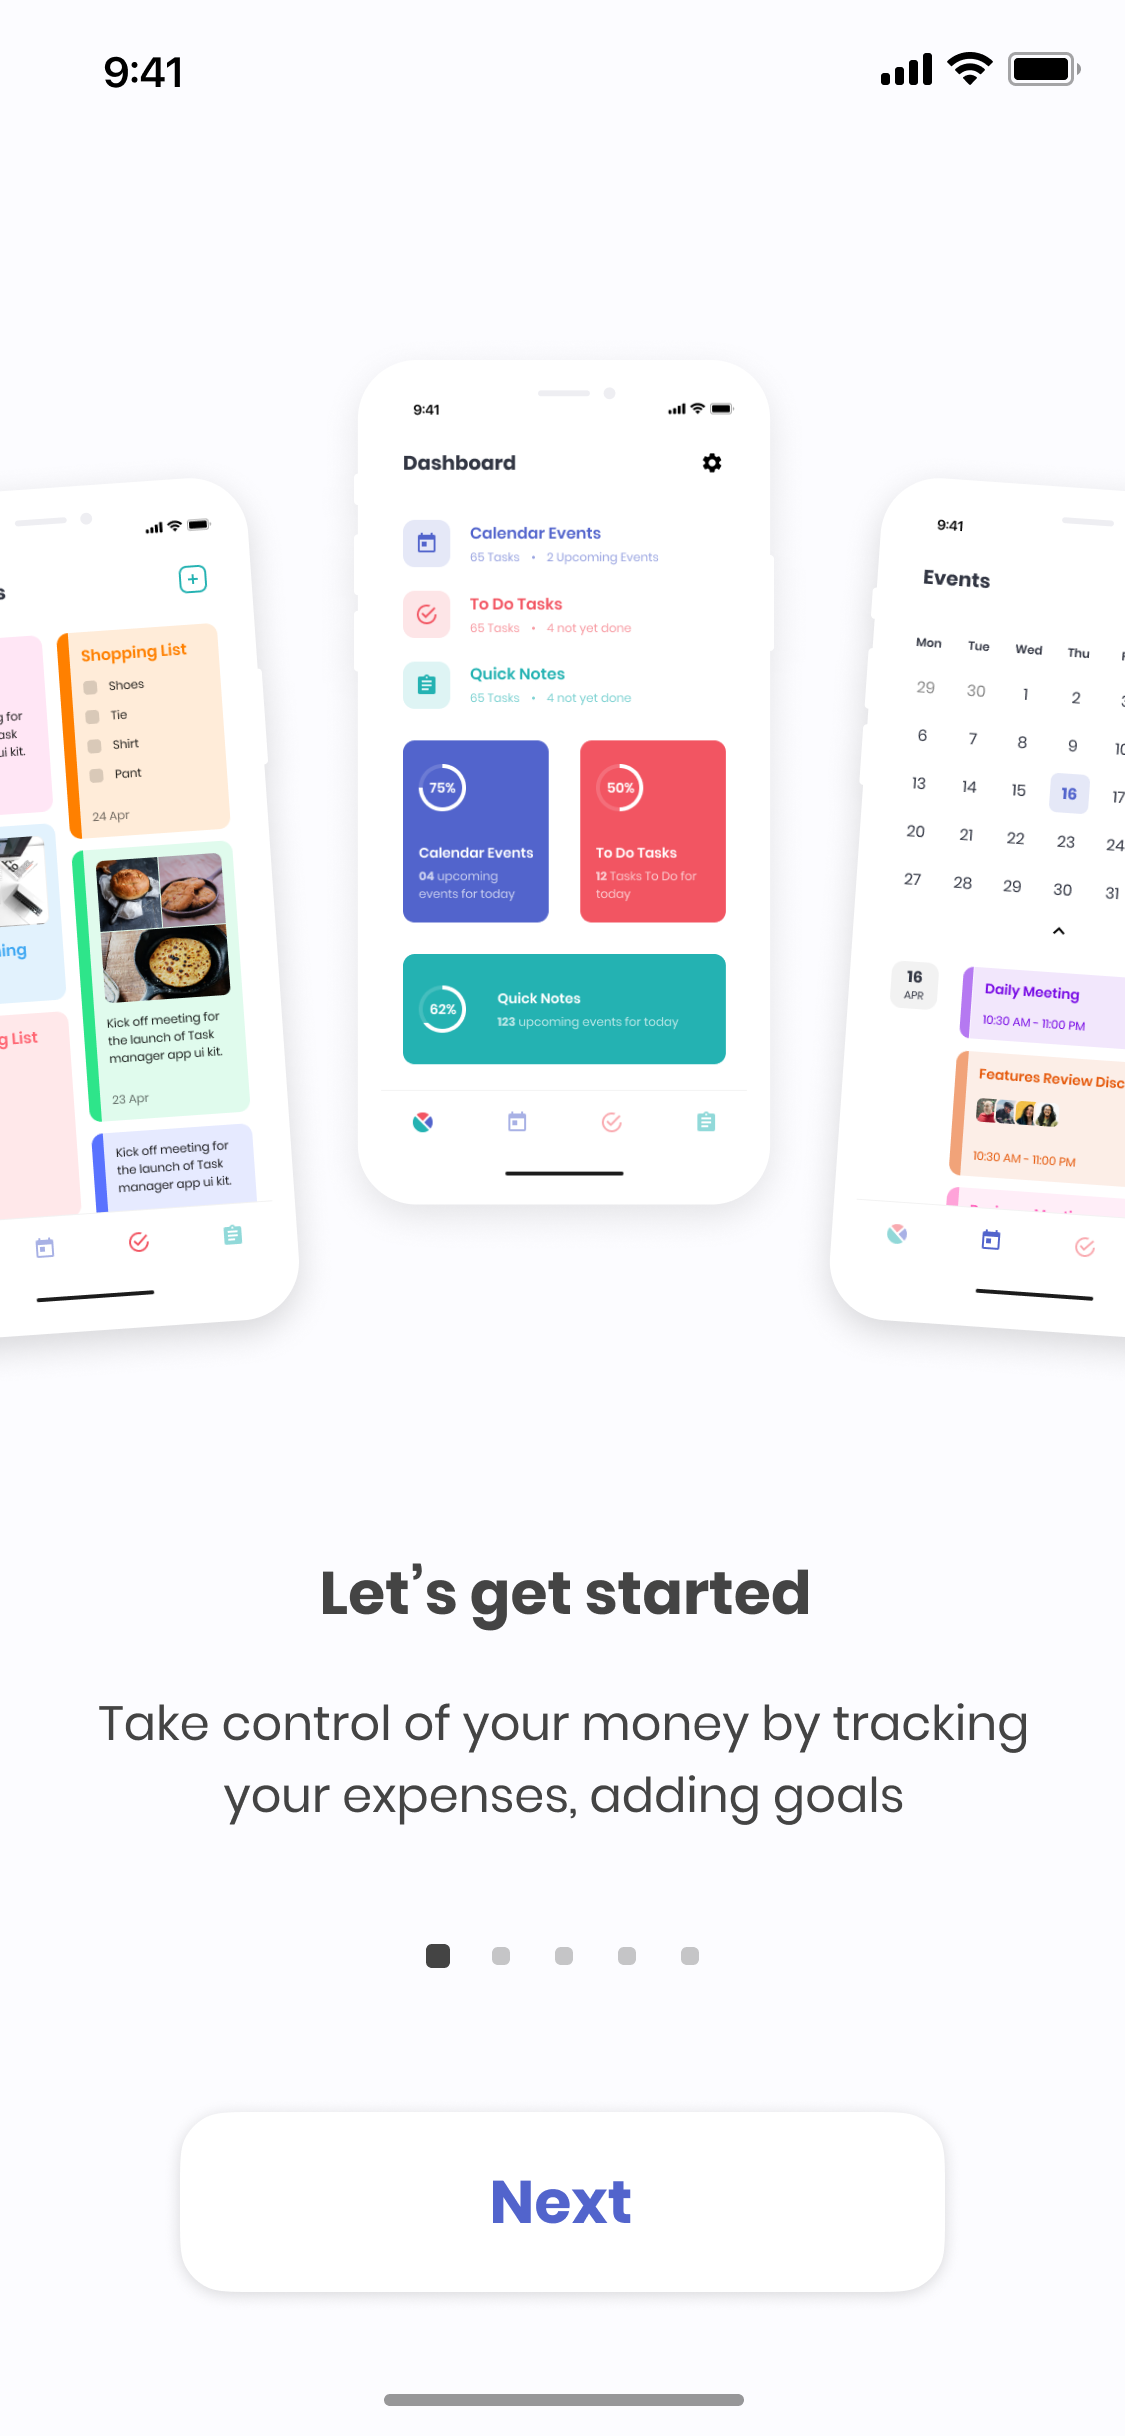 9:41
9:41
Dashboard
Calendar Events
65 Tasks • 2 Upcoming Events
To Do Tasks
65 Tasks • 4 not yet done
Quick Notes
65 Tasks • 4 not yet done
75%
Calendar Events
04 upcoming
events for today
50%
To Do Tasks
12 Tasks To Do for
today
62%
Quick Notes
123 upcoming events for today
s
g for
ask
ui kit.
Shopping List
Shoes
Tie
Shirt
Pant
24 Apr
ing
g List
Kick off meeting for
the launch of Task
manager app ui kit.
23 Apr
Kick off meeting for
the launch of Task
manager app ui kit.
9:41
Events
Mon Tue Wed Thu F
29 30 1 2 3
6 7 8 9 10
13 14 15 16 17
20 21 22 23 24
27 28 29 30 31
16
APR
Daily Meeting
10:30 AM - 11:00 PM
Features Review Disc
10:30 AM - 11:00 PM
Let's get started
Take control of your money by tracking
your expenses, adding goals
Next